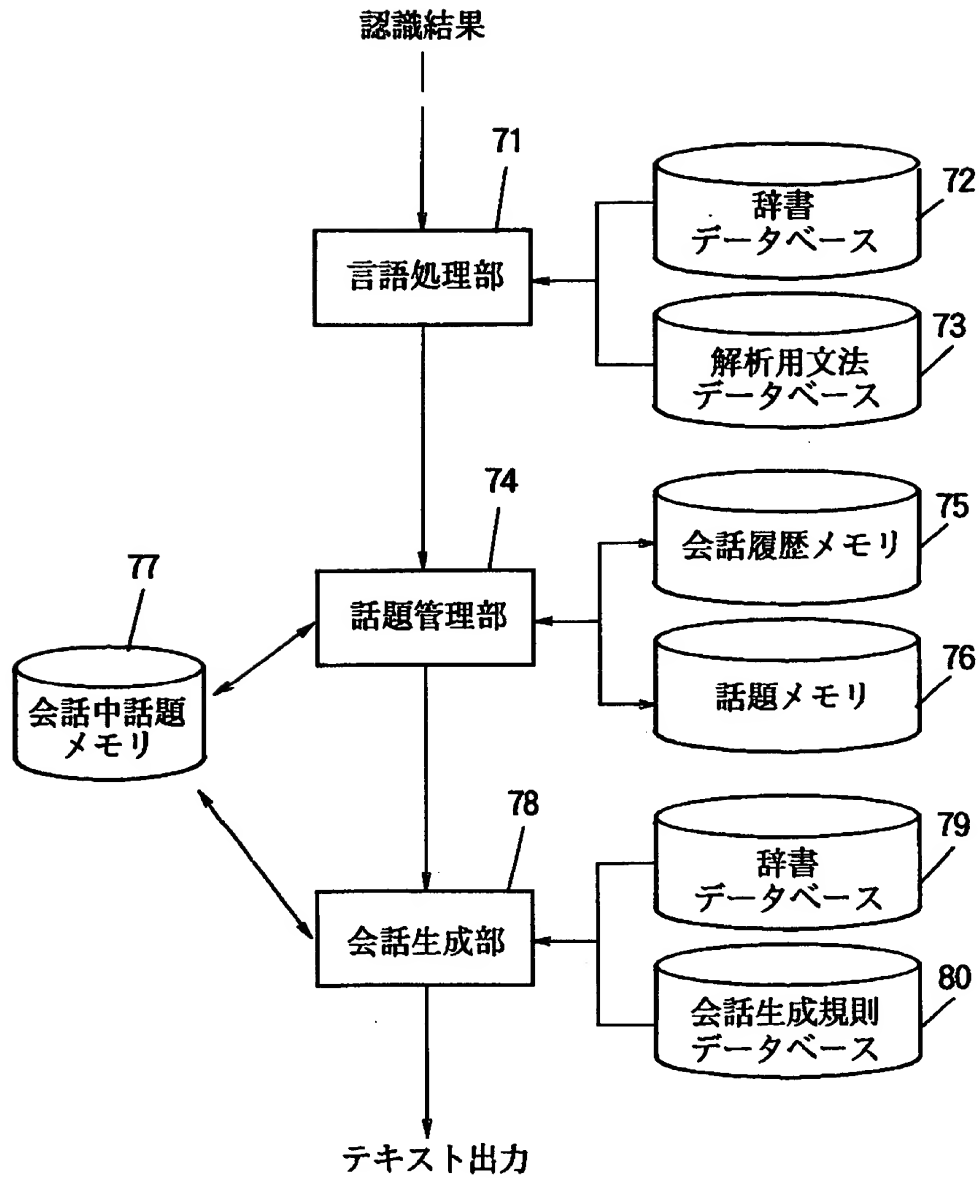 認識結果
71
言語処理部
辞書
データベース
72
解析用文法
データベース
73
74
話題管理部
会話履歴メモリ
75
話題メモリ
76
77
会話中話題
メモリ
78
会話生成部
辞書
データベース
79
会話生成規則
データベース
80
テキスト出力